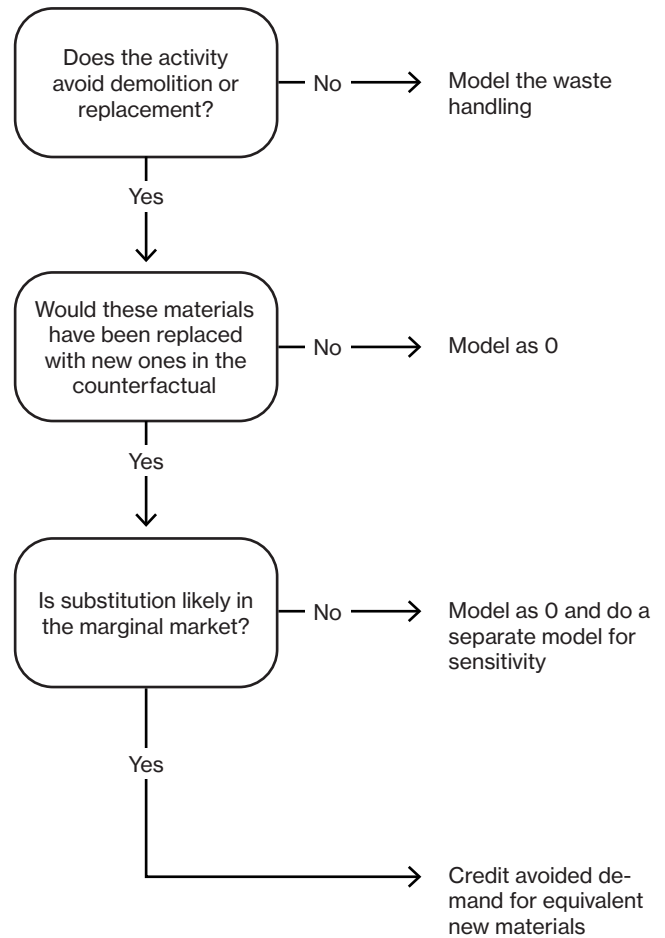 Does the activity
avoid demolition or
replacement?
No
Model the waste
handling
Yes
Would these materials
have been replaced
with new ones in the
counterfactual
No
Model as 0
Yes
Is substitution likely in
the marginal market?
No
Model as 0 and do a
separate model for
sensitivity
Yes
Credit avoided de-
mand for equivalent
new materials